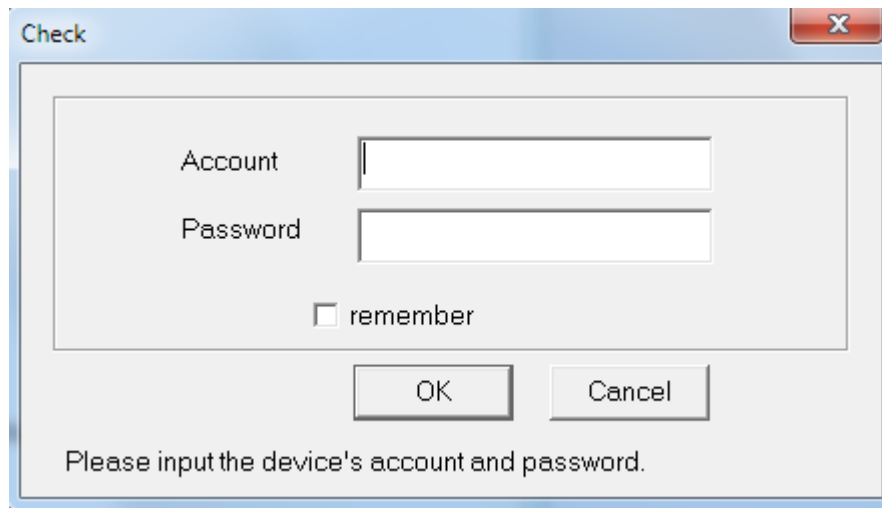 Check
Account
Password
remember
OK Cancel
Please input the device's account and password.